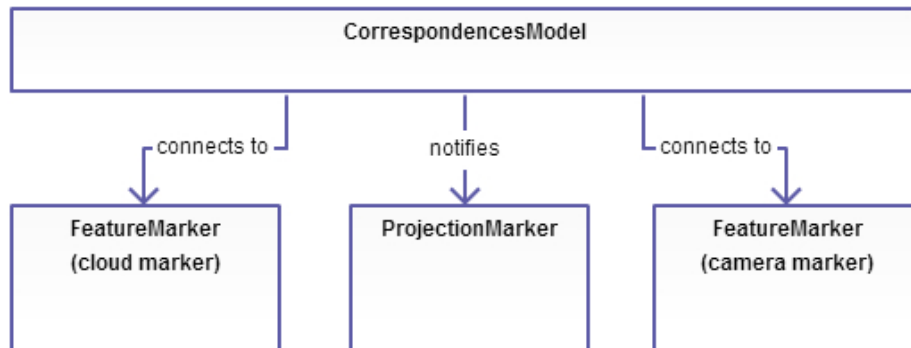 CorrespondencesModel
connects to
notifies
connects to
FeatureMarker
(cloud marker)
ProjectionMarker
FeatureMarker
(camera marker)